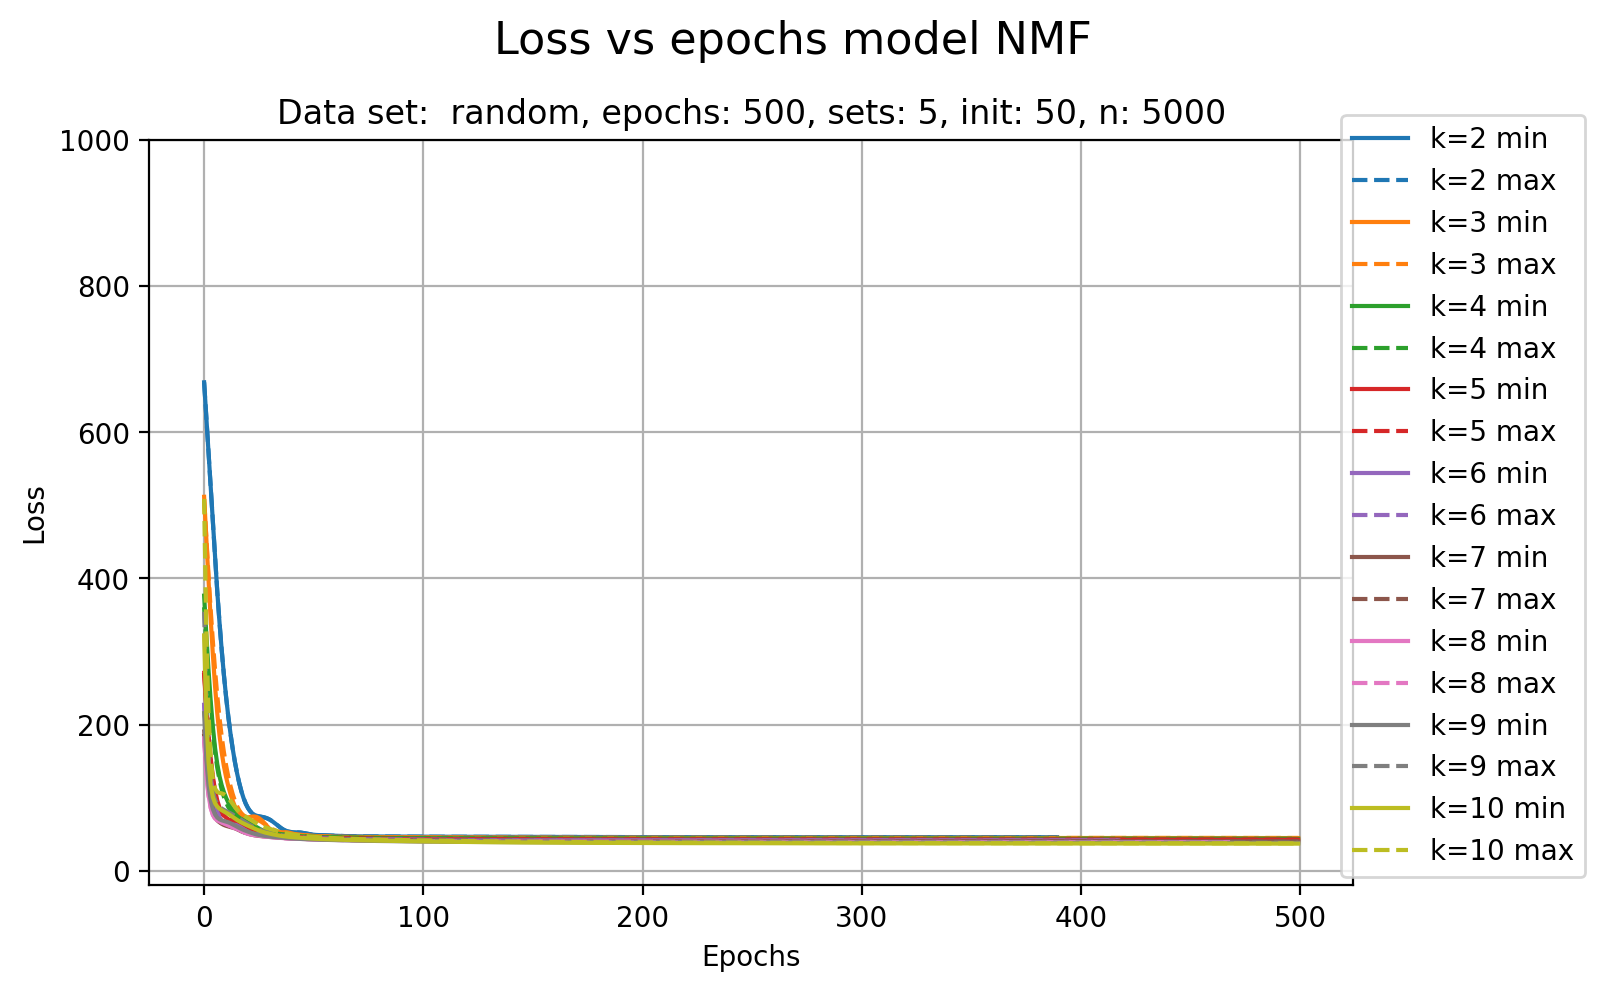 Loss vs epochs model NMF
Data set:  random, epochs: 500, sets: 5, init: 50, n: 5000
1000
800
600
400
200
0
Loss
0 100 200 300 400 500
Epochs
k=2 min
k=2 max
k=3 min
k=3 max
k=4 min
k=4 max
k=5 min
k=5 max
k=6 min
k=6 max
k=7 min
k=7 max
k=8 min
k=8 max
k=9 min
k=9 max
k=10 min
k=10 max